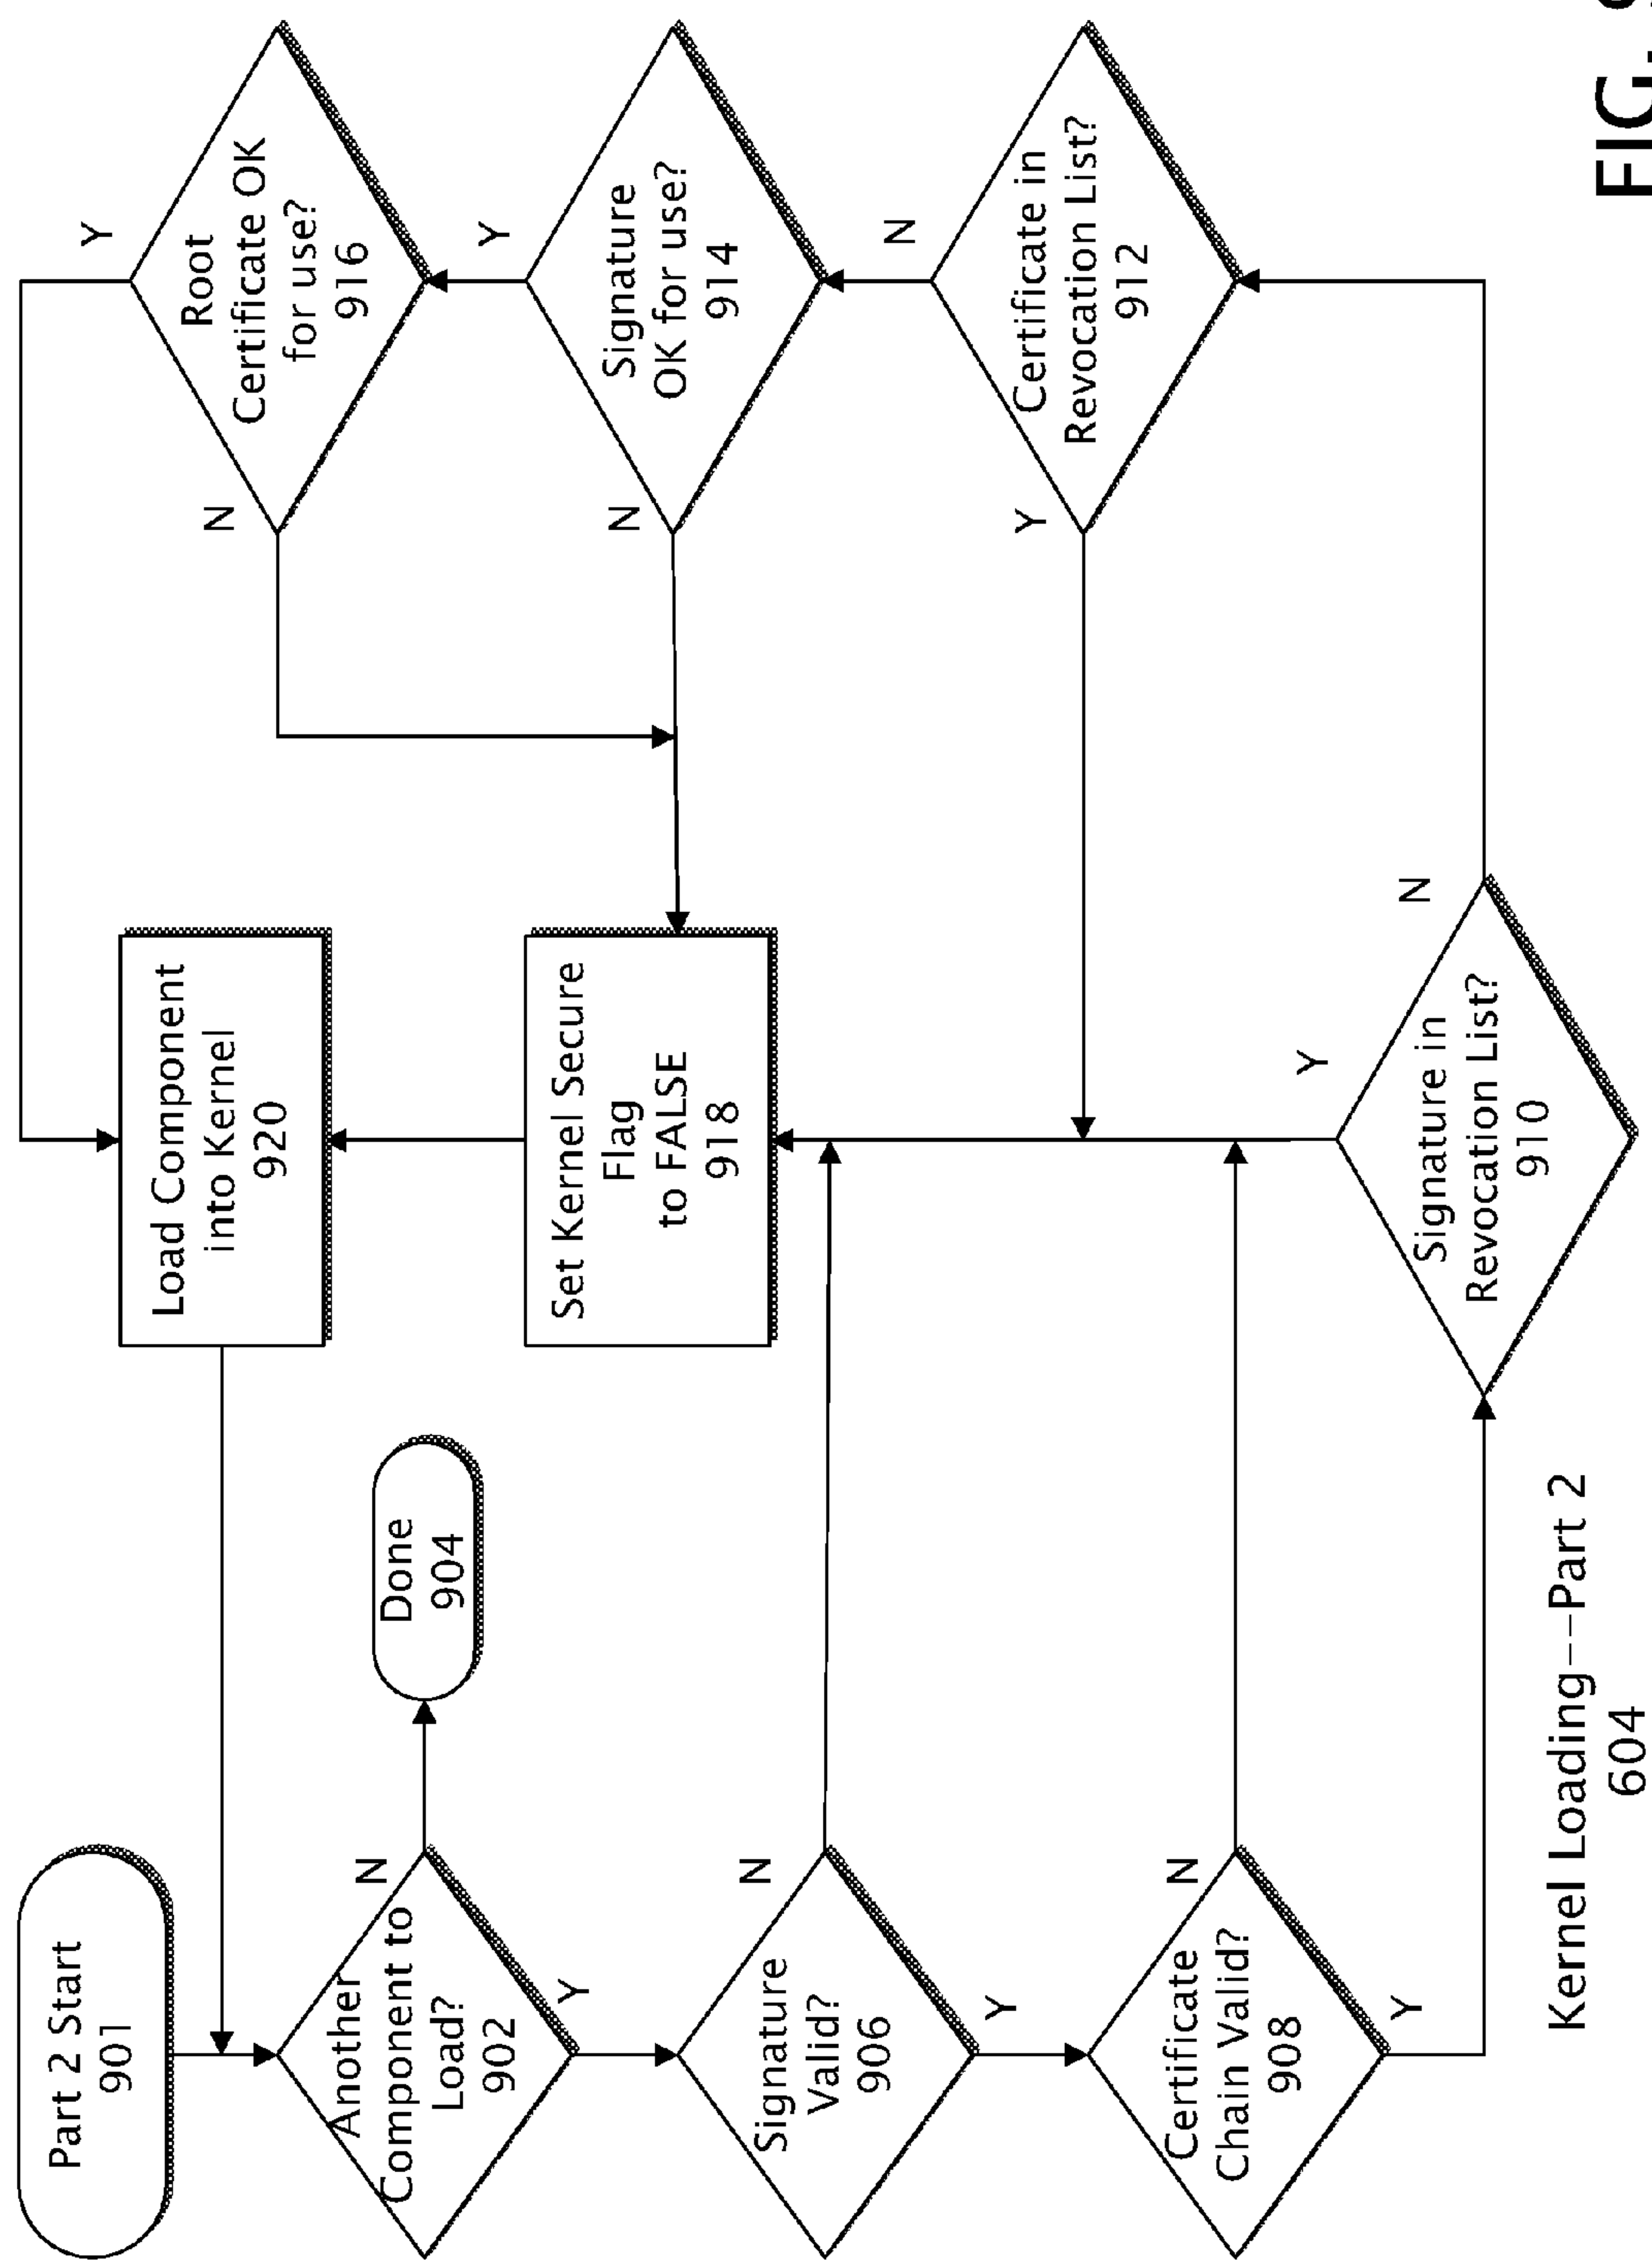 Part 2 Start
901
Another
Component to
Load?
902
N
Y
Done
904
Signature
Valid?
906
N
Y
Certificate
Chain Valid?
908
N
Y
Signature in
Revocation List?
910
Y
N
Certificate in
Revocation List?
912
Y
N
Signature
OK for use?
914
N
Y
Root
Certificate OK
for use?
916
N
Y
Set Kernel Secure
Flag
to FALSE
918
Load Component
into Kernel
920
Kernel Loading--Part 2
604
FIG.